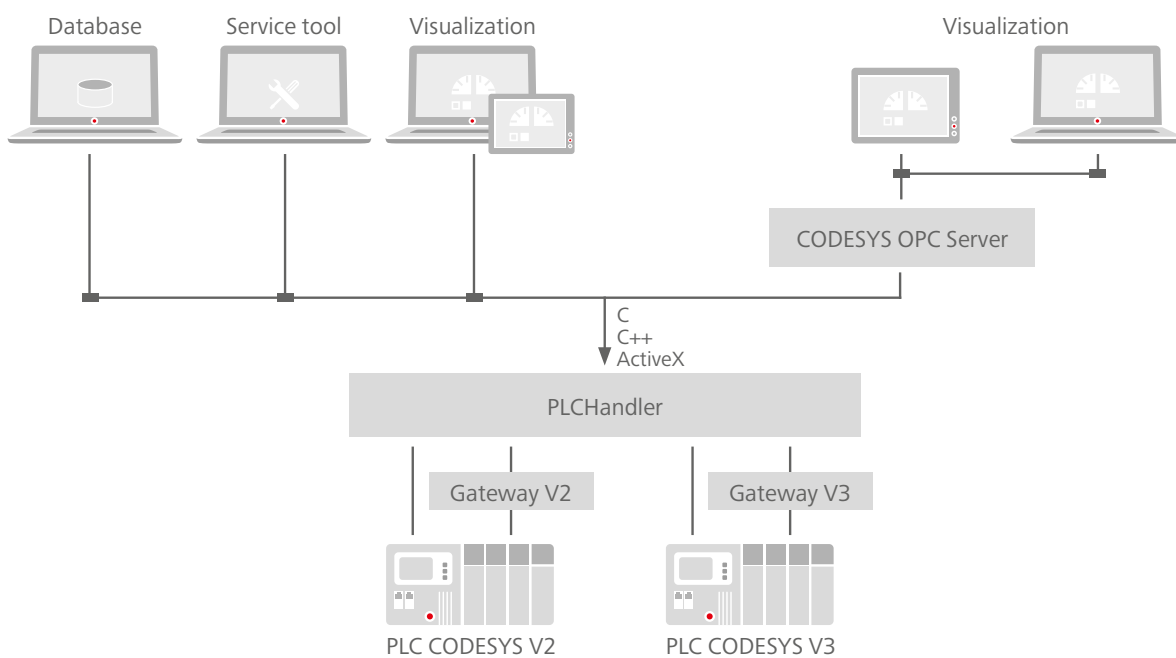 Database
Service tool
Visualization
Visualization
CODESYS OPC Server
C
C++
ActiveX
PLCHandler
Gateway V2
Gateway V3
PLC CODESYS V2
PLC CODESYS V3